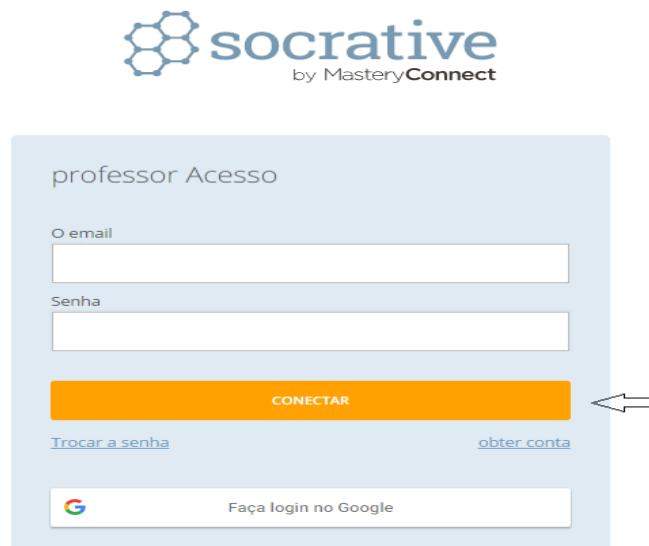 socrative
by MasteryConnect
professor Acesso
O email
Senha
CONECTAR
Trocar a senha obter conta
Faça login no Google